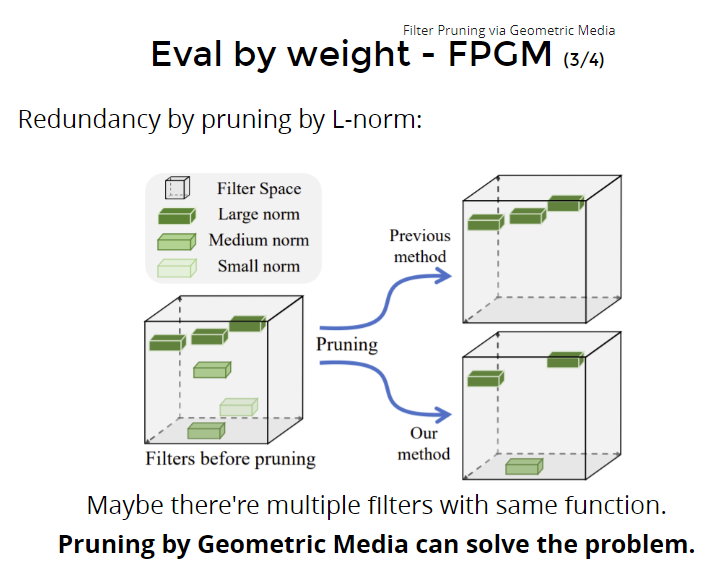 Filter Pruning via Geometric Media
Eval by weight - FPGM (3/4)
Redundancy by pruning by L-norm:
Filter Space
Large norm
Medium norm
Small norm
Previous
method
Pruning
Our
method
Filters before pruning
Maybe there're multiple filters with same function.
Pruning by Geometric Media can solve the problem.